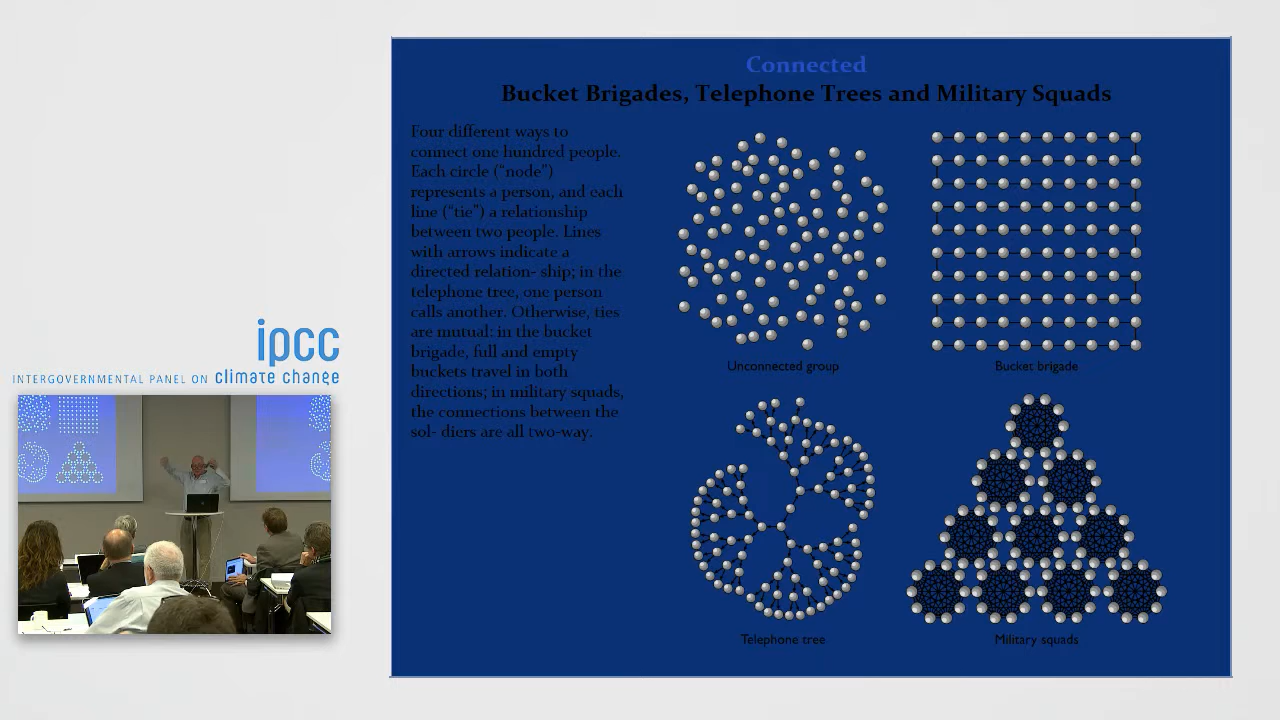 Connected
Bucket Brigades, Telephone Trees and Military Squads
Four different ways to
connect one hundred people.
Each circle (“node”)
represents a person, and each
line (“tie”) a relationship
between two people. Lines
with arrows indicate a
directed relation- ship; in the
telephone tree, one person
calls another. Otherwise, ties
are mutual: in the bucket
brigade, full and empty
buckets travel in both
directions; in military squads,
the connections between the
sol- diers are all two-way.
Unconnected group
Bucket brigade
Telephone tree
Military squads
ipcc
INTERGOVERNMENTAL PANEL ON climate change